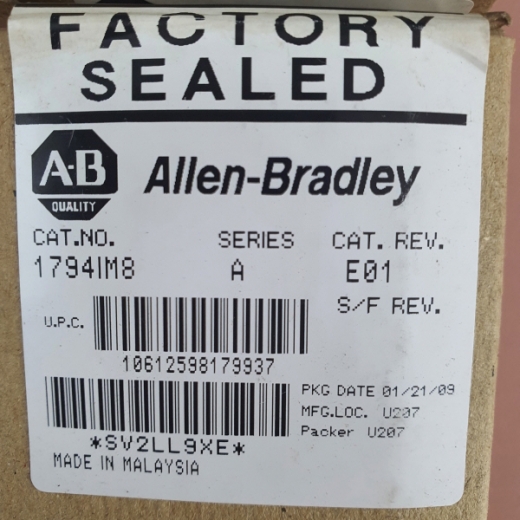 FACTORY
SEALED
A-B
QUALITY
Allen-Bradley
CAT.NO. SERIES CAT. REV.
1794IM8 A E01
S/F REV.
U.P.C.
10612598179937
PKG DATE 01/21/09
MFG.LOC. U207
Packer U207
*SV2LL9XE*
MADE IN MALAYSIA